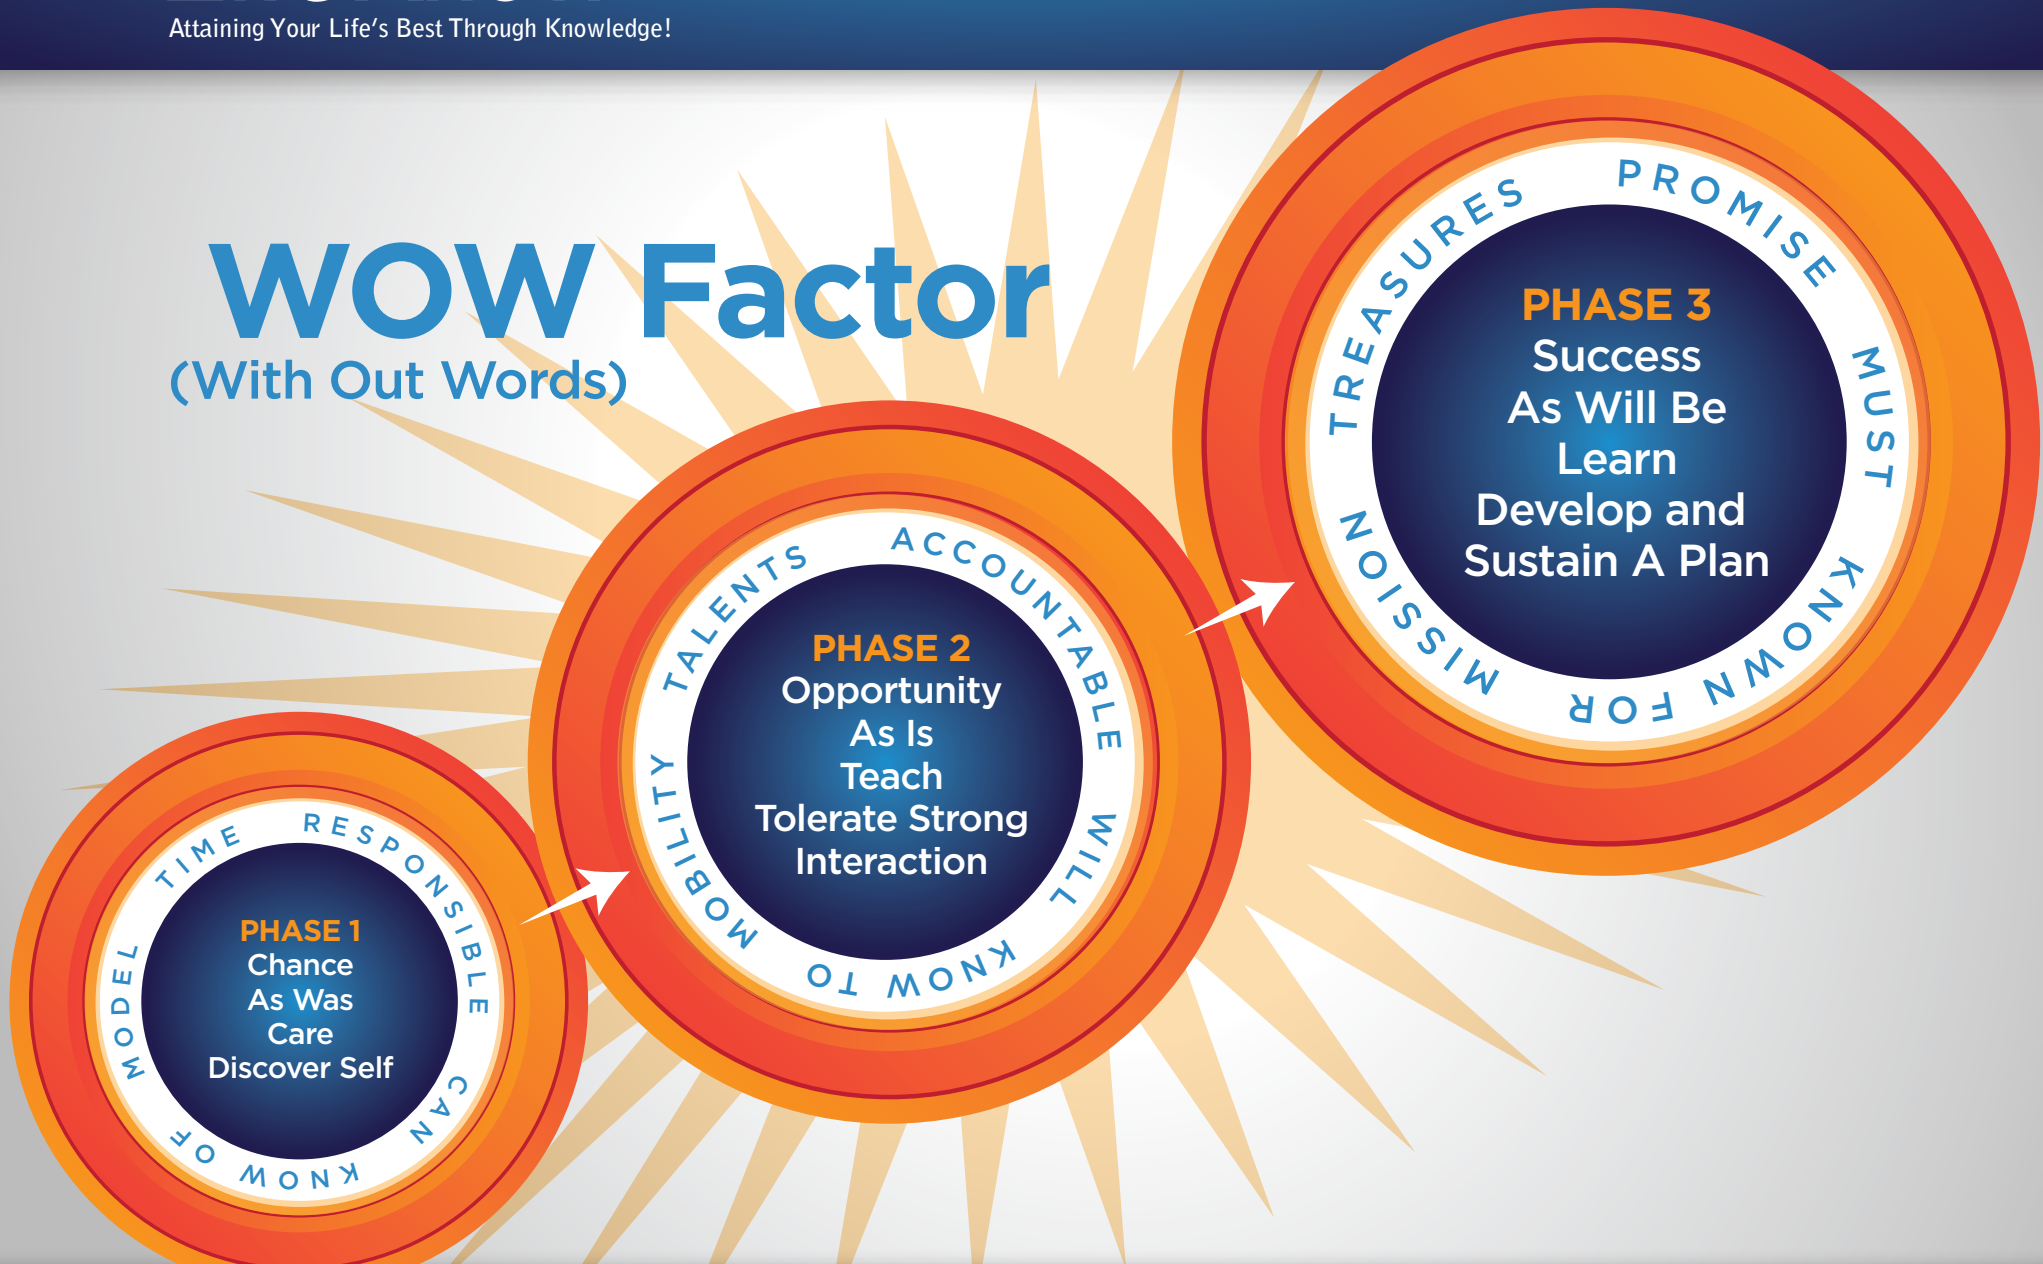 Attaining Your Life's Best Through Knowledge!
WOW Factor
(With Out Words)
PHASE 1
Chance
As Was
Care
Discover Self
TIME RESPONSIBLE CAN KNOW OF MODEL
PHASE 2
Opportunity
As Is
Teach
Tolerate Strong
Interaction
TALENTS ACCOUNTABLE WILL KNOW TO MOBILITY
PHASE 3
Success
As Will Be
Learn
Develop and
Sustain A Plan
TREASURES PROMISE MUST KNOWN FOR MISSION